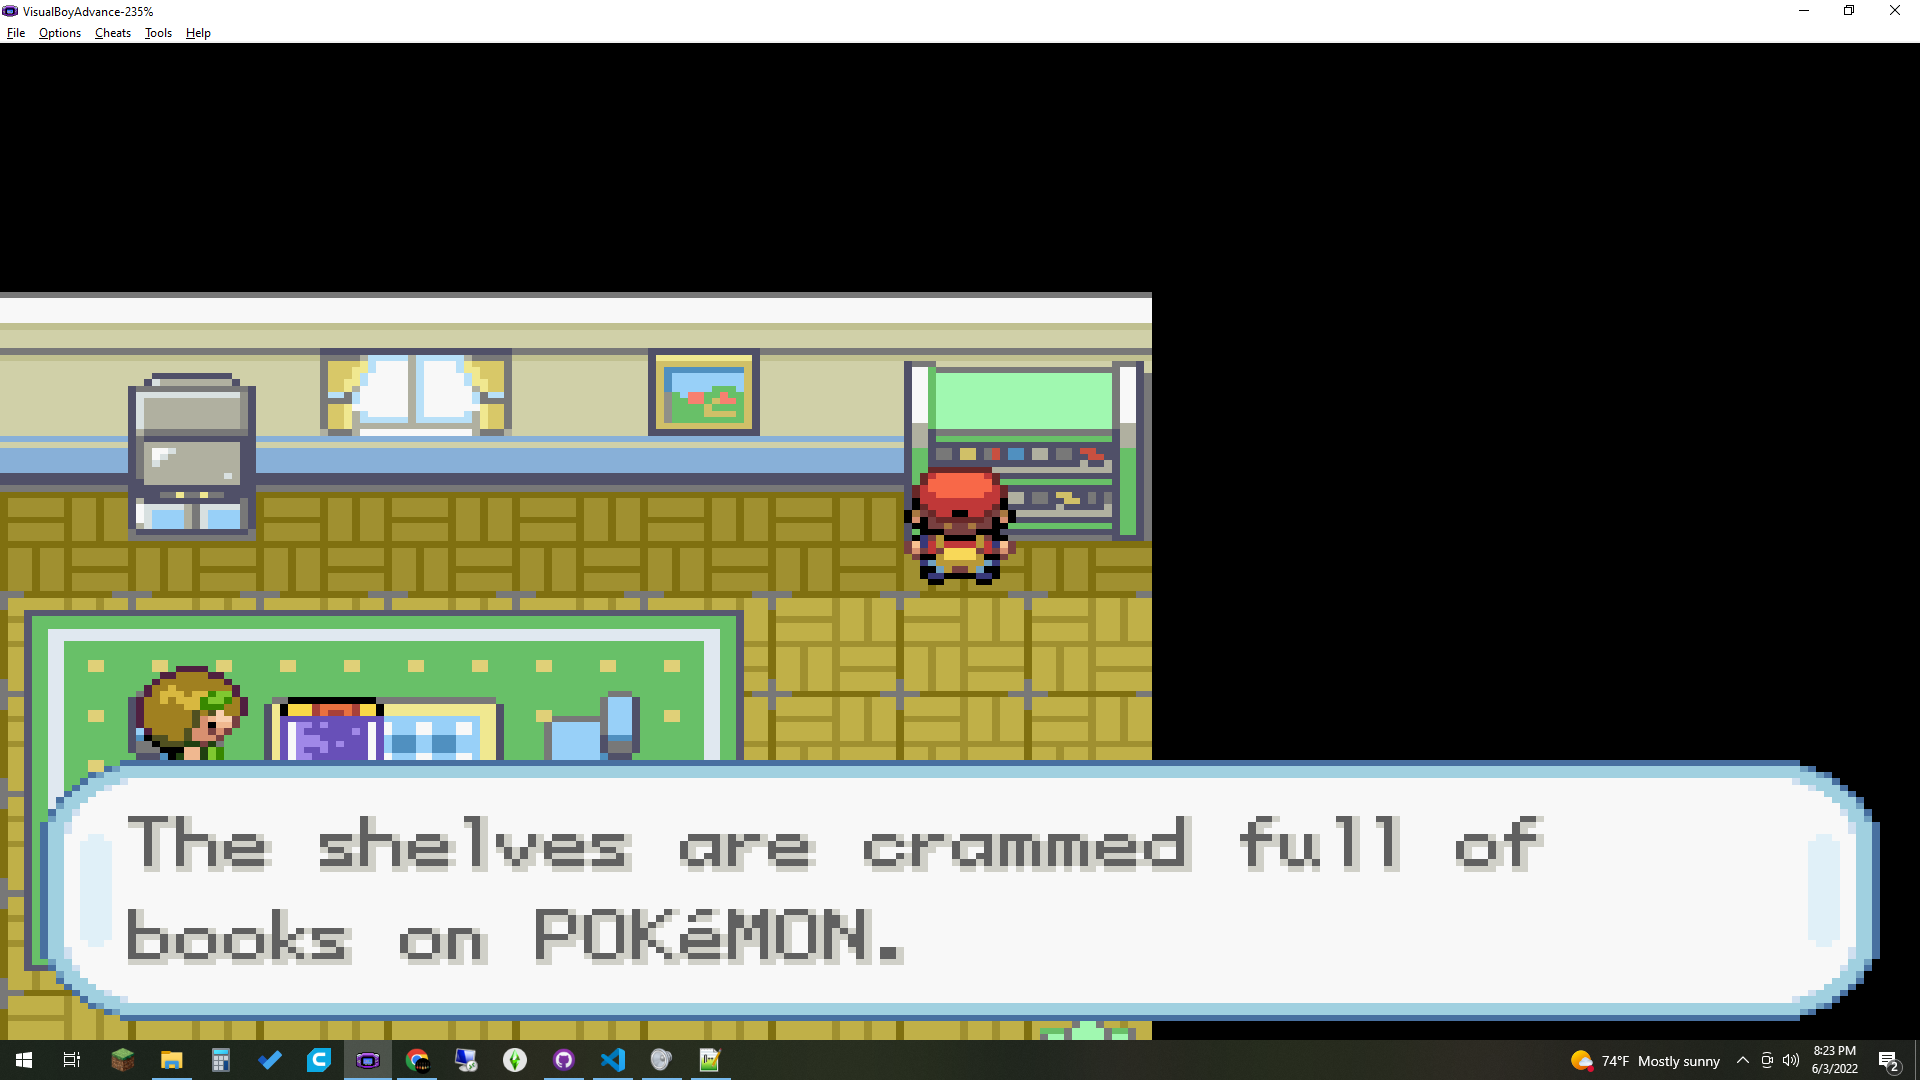 VisualBoyAdvance-235%
File Options Cheats Tools Help
The shelves are crammed full of
books on POKéMON.
74°F Mostly sunny
8:23 PM
6/3/2022
2